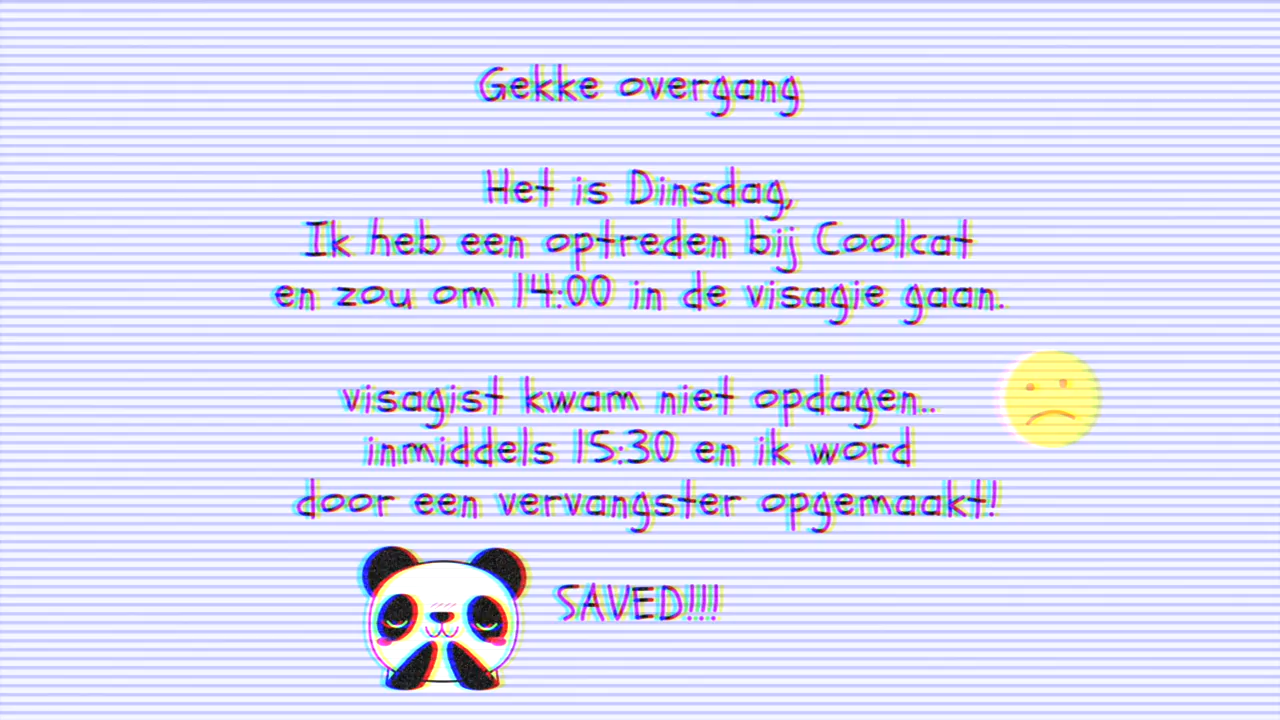 Gekke overgang
Het is Dinsdag,
Ik heb een optreden bij Coolcat
en zou om 14:00 in de visagie gaan.
visagist kwam niet opdagen..
inmiddels 15:30 en ik word
door een vervangster opgemaakt!
SAVED!!!!